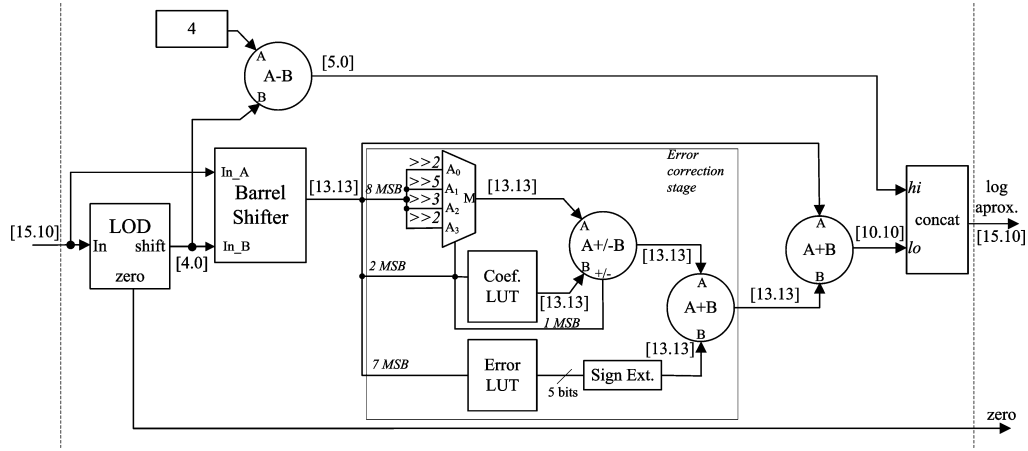 4
A
A-B
B
[5.0]
In_A
Barrel
Shifter
In_B
[13.13]
8 MSB
>>2
>>5
>>3
>>2
A0
A1
A2
A3
M
[13.13]
Error
correction
stage
A
A+/-B
B
+/-
[13.13]
[15.10]
LOD
In
shift
zero
[4.0]
2 MSB
Coef.
LUT
[13.13]
1 MSB
A
A+B
B
[13.13]
[13.13]
7 MSB
Error
LUT
5 bits
Sign Ext.
A
A+B
B
[10.10]
hi
concat
lo
log
aprox.
[15.10]
zero